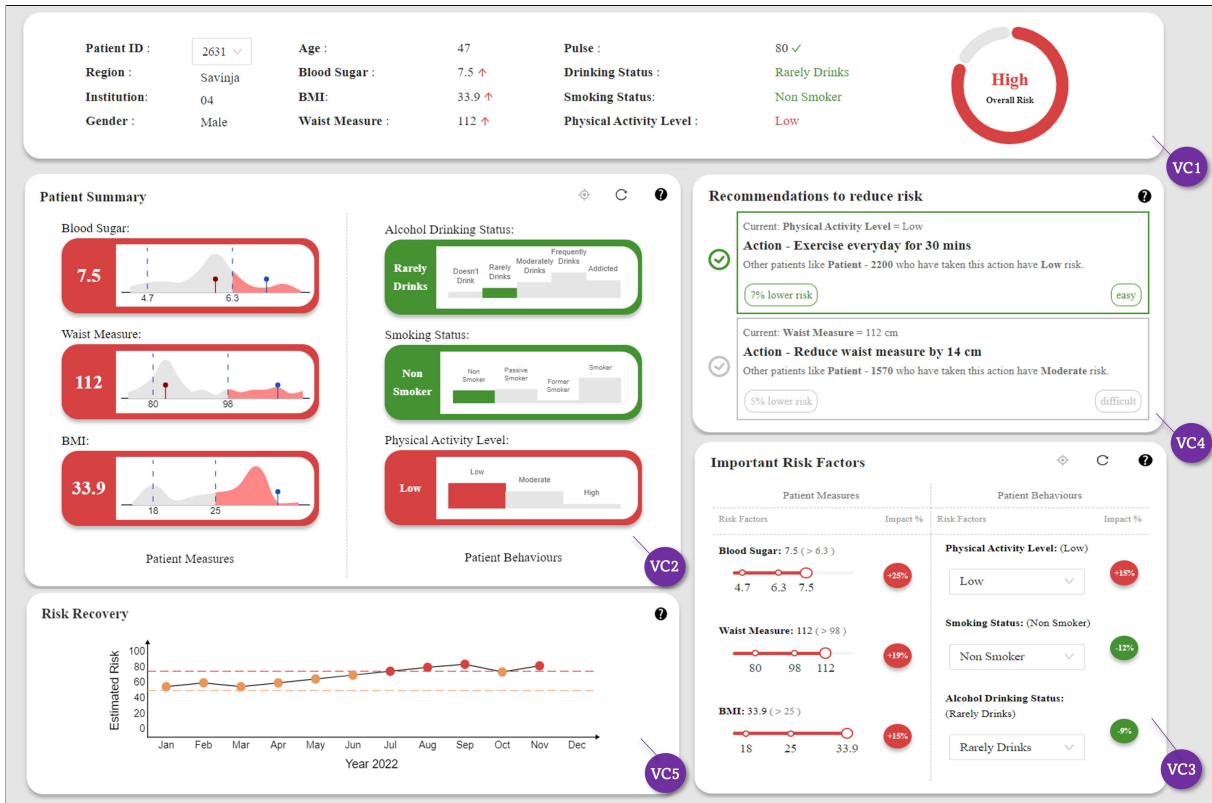 Patient ID :
2631
Age :
47
Pulse :
80
Region :
Savinja
Blood Sugar :
7.5
Drinking Status :
Rarely Drinks
Institution:
04
BMI:
33.9
Smoking Status:
Non Smoker
Gender :
Male
Waist Measure :
112
Physical Activity Level :
Low
High
Overall Risk
VC1
Patient Summary
?
Blood Sugar:
7.5
4.7
6.3
Waist Measure:
112
80
98
BMI:
33.9
18
25
Patient Measures
Alcohol Drinking Status:
Rarely
Drinks
Doesn't
Drink
Rarely
Drinks
Moderately
Drinks
Frequently
Drinks
Addicted
Smoking Status:
Non
Smoker
Non
Smoker
Passive
Smoker
Former
Smoker
Smoker
Physical Activity Level:
Low
Low
Moderate
High
Patient Behaviours
VC2
Recommendations to reduce risk
?
Current: Physical Activity Level = Low
Action - Exercise everyday for 30 mins
Other patients like Patient - 2200 who have taken this action have Low risk.
7% lower risk
easy
Current: Waist Measure = 112 cm
Action - Reduce waist measure by 14 cm
Other patients like Patient - 1570 who have taken this action have Moderate risk.
5% lower risk
difficult
VC4
Important Risk Factors
?
Patient Measures
Risk Factors
Impact %
Blood Sugar: 7.5 ( > 6.3 )
4.7
6.3
7.5
+25%
Waist Measure: 112 ( > 98 )
80
98
112
+19%
BMI: 33.9 ( > 25 )
18
25
33.9
+15%
Patient Behaviours
Risk Factors
Impact %
Physical Activity Level: (Low)
Low
+15%
Smoking Status: (Non Smoker)
Non Smoker
-12%
Alcohol Drinking Status:
(Rarely Drinks)
Rarely Drinks
-9%
VC3
Risk Recovery
?
Estimated Risk
100
80
60
40
20
0
Jan Feb Mar Apr May Jun Jul Aug Sep Oct Nov Dec
Year 2022
VC5